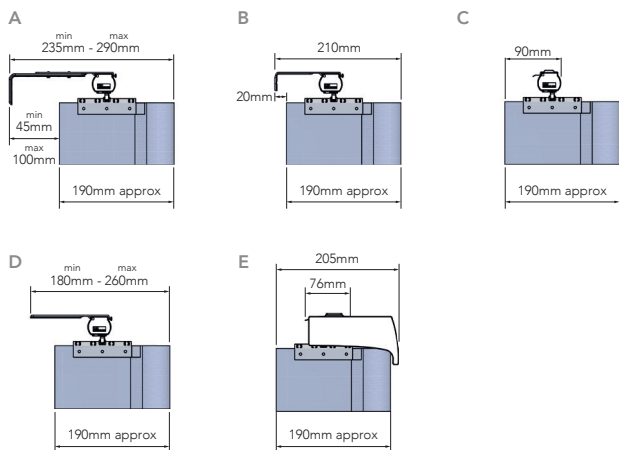 A
min max
235mm - 290mm
min
45mm
max
100mm
190mm approx
B
210mm
20mm
190mm approx
C
90mm
190mm approx
D
min max
180mm - 260mm
190mm approx
E
205mm
76mm
190mm approx